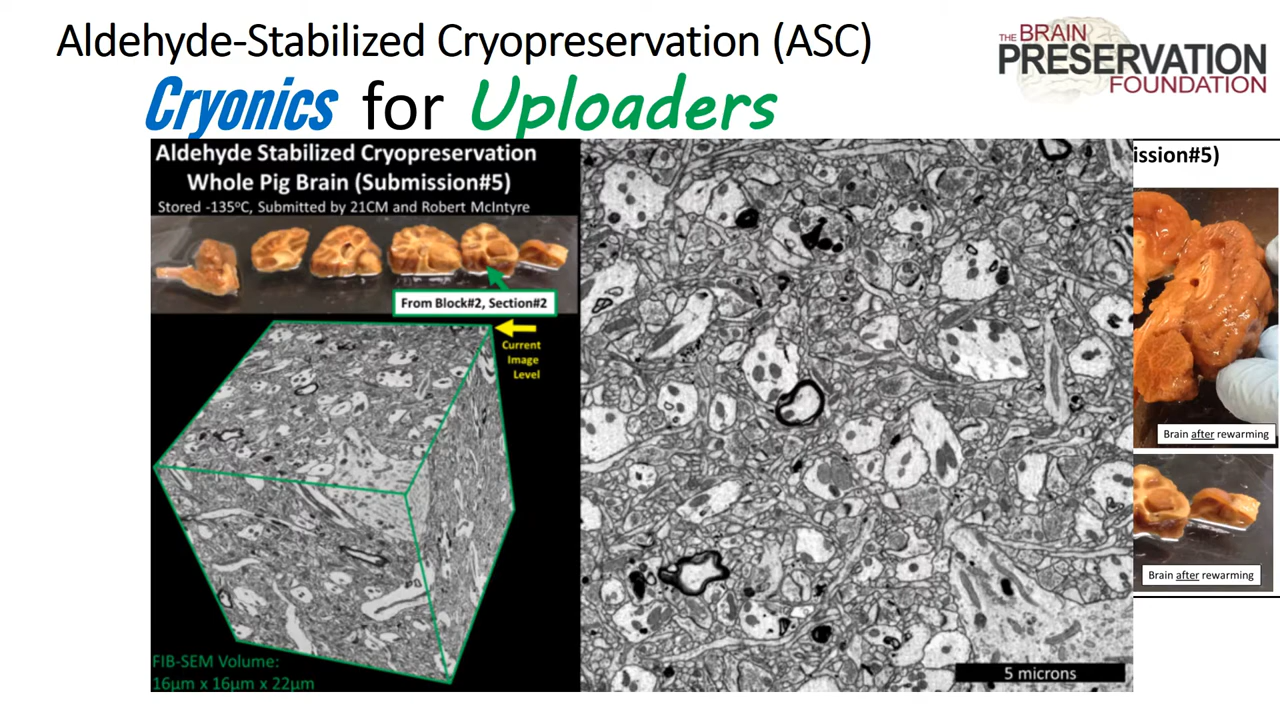 Aldehyde-Stabilized Cryopreservation (ASC)
Cryonics for Uploaders
THE BRAIN
PRESERVATION
FOUNDATION
Aldehyde Stabilized Cryopreservation
Whole Pig Brain (Submission#5)
Stored -135°C, Submitted by 21CM and Robert McIntyre
From Block#2, Section#2
Current
Image
Level
FIB-SEM Volume:
16µm x 16µm x 22µm
5 microns
ission#5)
Brain after rewarming
Brain after rewarming